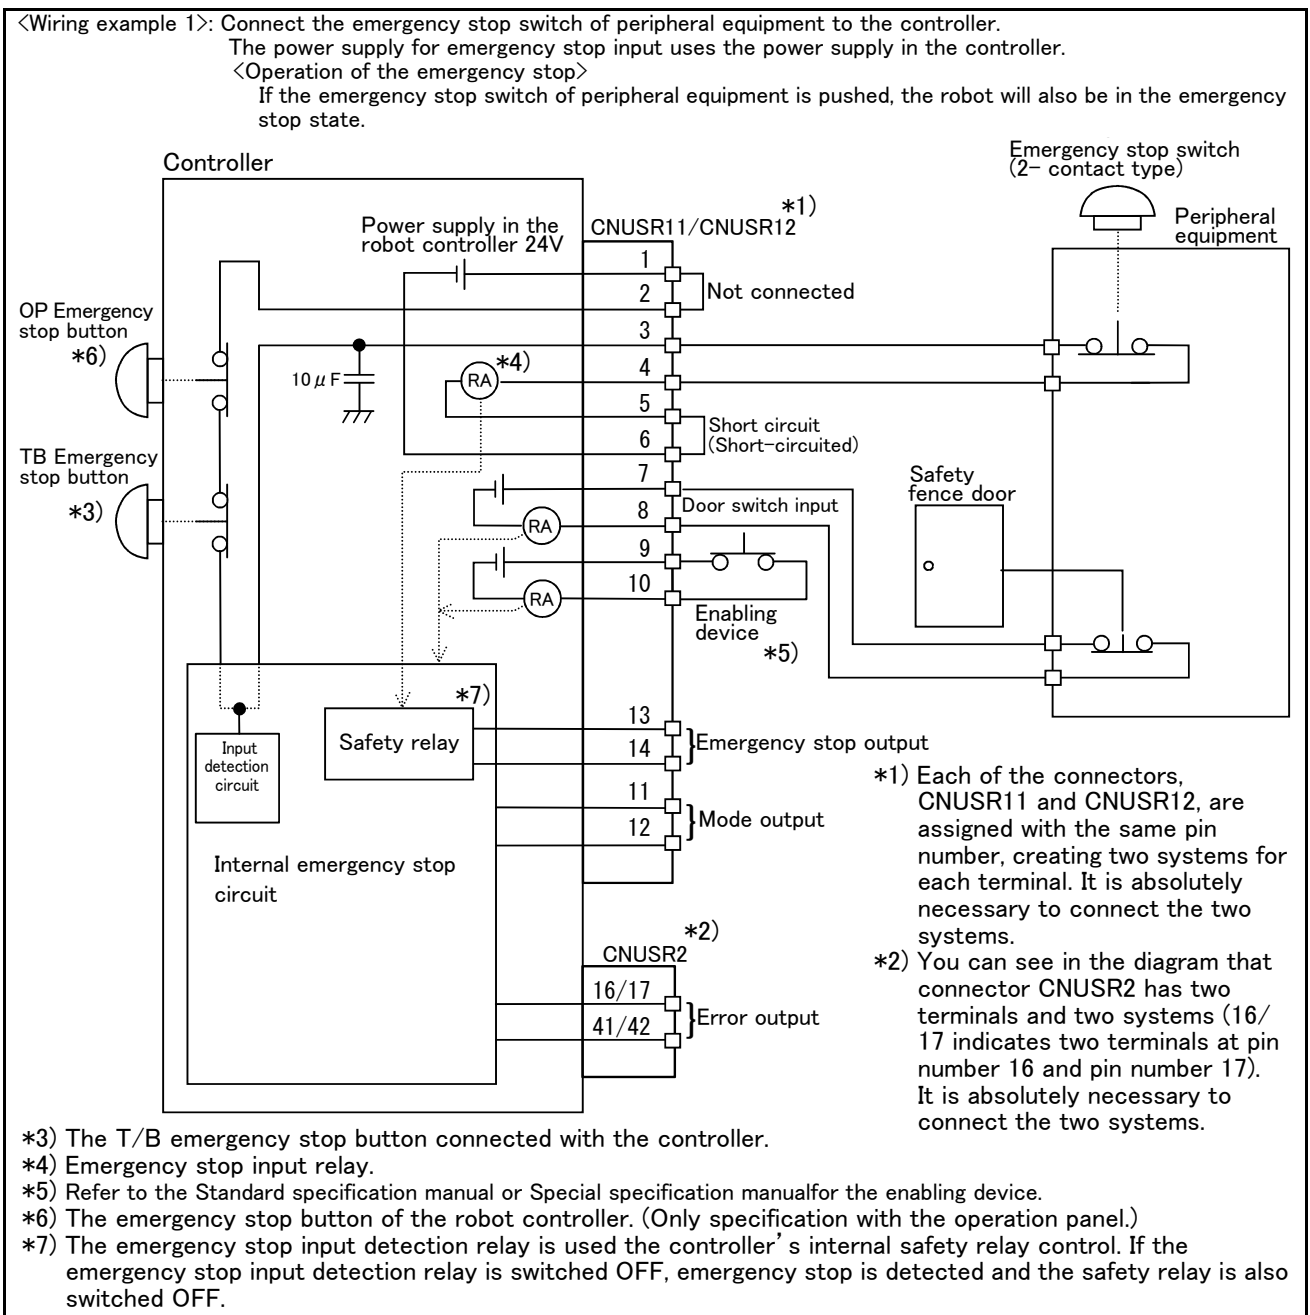 <Wiring example 1>: Connect the emergency stop switch of peripheral equipment to the controller.
The power supply for emergency stop input uses the power supply in the controller.
<Operation of the emergency stop>
If the emergency stop switch of peripheral equipment is pushed, the robot will also be in the emergency
stop state.
Controller
Emergency stop switch
(2- contact type)
Peripheral
equipment
Power supply in the
robot controller 24V
*1)
CNUSR11/CNUSR12
1
2
Not connected
3
OP Emergency
stop button
*6)
10μF
RA
*4)
4
5
6
Short circuit
(Short-circuited)
TB Emergency
stop button
*3)
7
Door switch input
8
RA
9
10
RA
Enabling
device
*5)
Safety
fence door
*7)
Safety relay
Input
detection
circuit
13
14
Emergency stop output
11
12
Mode output
Internal emergency stop
circuit
*2)
CNUSR2
16/17
41/42
Error output
*1) Each of the connectors,
CNUSR11 and CNUSR12, are
assigned with the same pin
number, creating two systems for
each terminal. It is absolutely
necessary to connect the two
systems.
*2) You can see in the diagram that
connector CNUSR2 has two
terminals and two systems (16/
17 indicates two terminals at pin
number 16 and pin number 17).
It is absolutely necessary to
connect the two systems.
*3) The T/B emergency stop button connected with the controller.
*4) Emergency stop input relay.
*5) Refer to the Standard specification manual or Special specification manualfor the enabling device.
*6) The emergency stop button of the robot controller. (Only specification with the operation panel.)
*7) The emergency stop input detection relay is used the controller's internal safety relay control. If the
emergency stop input detection relay is switched OFF, emergency stop is detected and the safety relay is also
switched OFF.